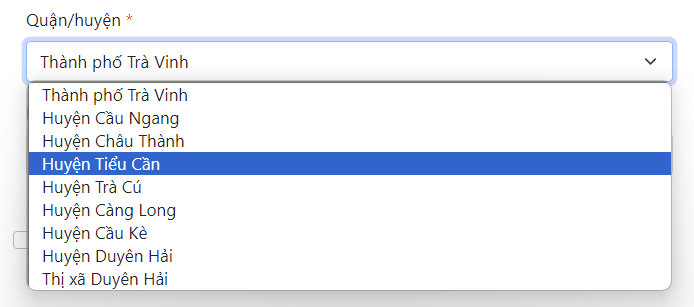 Quận/huyện *
Thành phố Trà Vinh
Thành phố Trà Vinh
Huyện Cầu Ngang
Huyện Châu Thành
Huyện Tiểu Cần
Huyện Trà Cú
Huyện Càng Long
Huyện Cầu Kè
Huyện Duyên Hải
Thị xã Duyên Hải